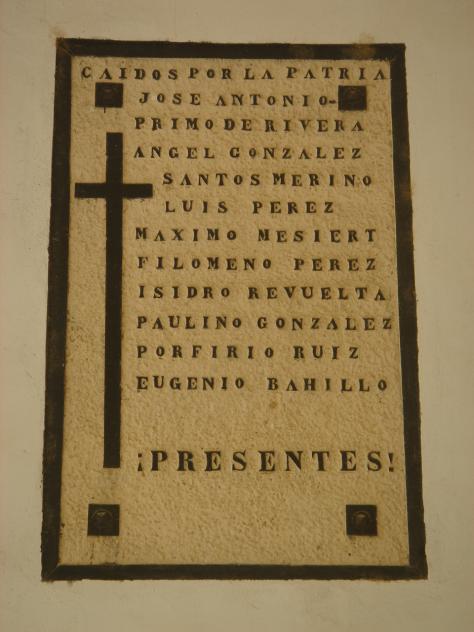 CAIDOS POR LA PATRIA
JOSE ANTONIO-
PRIMO DE RIVERA
ANGEL GONZALEZ
SANTOS MERINO
LUIS PEREZ
MAXIMO MESIERT
FILOMENO PEREZ
ISIDRO REVUELTA
PAULINO GONZALEZ
PORFIRIO RUIZ
EUGENIO BAHILLO
¡PRESENTES!